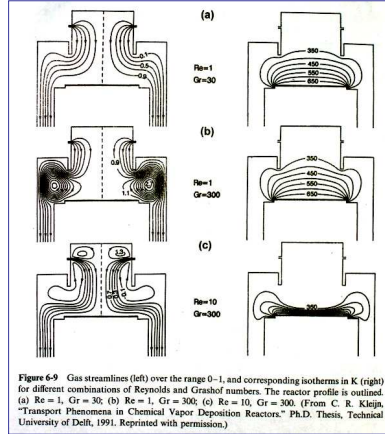 (a)
0.1
0.5
0.9
Re=1
Gr=30
350
450
550
650
(b)
0.9
1.1
Re=1
Gr=300
350
450
550
650
(c)
1.3
Re=10
Gr=300
350
Figure 6-9 Gas streamlines (left) over the range 0–1, and corresponding isotherms in K (right)
for different combinations of Reynolds and Grashof numbers. The reactor profile is outlined.
(a) Re = 1, Gr = 30; (b) Re = 1, Gr = 300; (c) Re = 10, Gr = 300. (From C. R. Kleijn,
"Transport Phenomena in Chemical Vapor Deposition Reactors." Ph.D. Thesis, Technical
University of Delft, 1991. Reprinted with permission.)